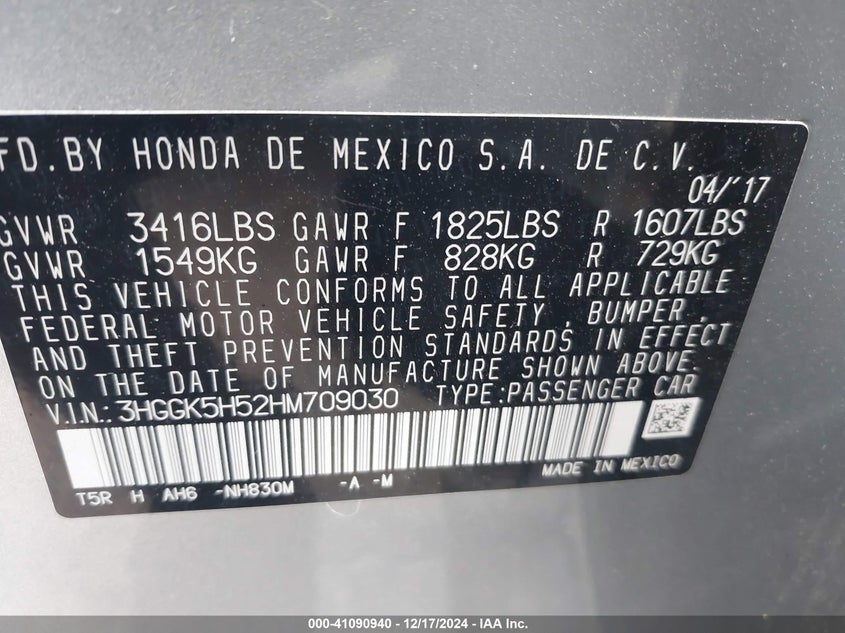 FD. BY HONDA DE MEXICO S.A. DE C.V.
04/'17
GVWR 3416LBS GAWR F 1825LBS R 1607LBS
GVWR 1549KG GAWR F 828KG R 729KG
THIS VEHICLE CONFORMS TO ALL APPLICABLE
FEDERAL MOTOR VEHICLE SAFETY, BUMPER,
AND THEFT PREVENTION STANDARDS IN EFFECT
ON THE DATE OF MANUFACTURE SHOWN ABOVE.
V.I.N.: 3HGGK5H52HM709030 TYPE:PASSENGER CAR
MADE IN MEXICO
T5R H AH6 -NH830M -A -M
000-41090940 - 12/17/2024 - IAA Inc.